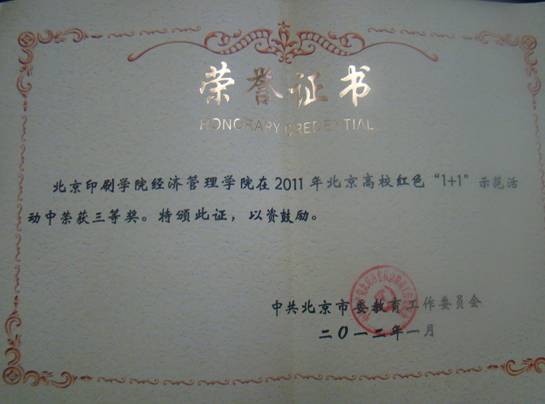 荣誉证书
HONORARY CREDENTIAL
北京印刷学院经济管理学院在2011年北京高校红色“1+1”示范活
动中荣获三等奖。特颁此证，以资鼓励。
中共北京市委教育工作委员会
二〇一二年一月